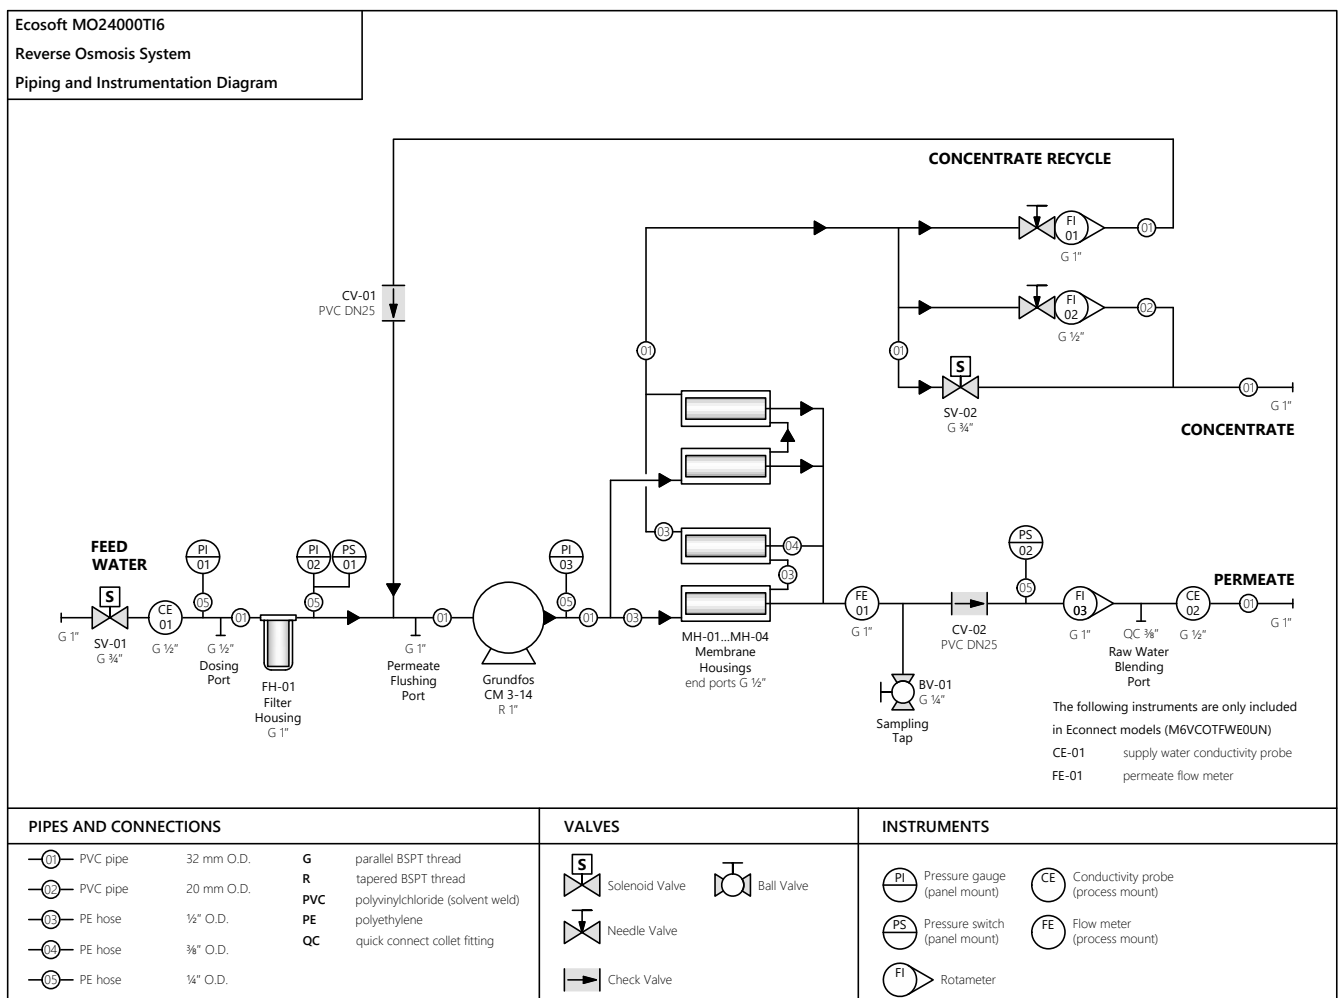 Ecosoft MO24000TI6
Reverse Osmosis System
Piping and Instrumentation Diagram
CONCENTRATE RECYCLE
FI
01
01
G 1"
CV-01
PVC DN25
FI
02
02
G ½"
01
01
S
SV-02
G ¾"
01
G 1"
CONCENTRATE
FEED
WATER
PI
01
PI
02
PS
01
PI
03
03
04
03
PS
02
PERMEATE
S
G 1"
SV-01
G ¾"
CE
01
G ½"
05
G ½"
Dosing
Port
01
FH-01
Filter
Housing
G 1"
05
G 1"
Permeate
Flushing
Port
01
Grundfos
CM 3-14
R 1"
05
01
03
MH-01...MH-04
Membrane
Housings
end ports G ½"
FE
01
G 1"
BV-01
G ¼"
Sampling
Tap
CV-02
PVC DN25
05
FI
03
G 1"
QC ⅜"
Raw Water
Blending
Port
CE
02
G ½"
01
G 1"
The following instruments are only included
in Econnect models (M6VCOTFWE0UN)
CE-01 supply water conductivity probe
FE-01 permeate flow meter
PIPES AND CONNECTIONS
01 PVC pipe 32 mm O.D.
02 PVC pipe 20 mm O.D.
03 PE hose ½" O.D.
04 PE hose ⅜" O.D.
05 PE hose ¼" O.D.
G parallel BSPT thread
R tapered BSPT thread
PVC polyvinylchloride (solvent weld)
PE polyethylene
QC quick connect collet fitting
VALVES
S
Solenoid Valve
Ball Valve
Needle Valve
Check Valve
INSTRUMENTS
PI Pressure gauge
(panel mount)
CE Conductivity probe
(process mount)
PS Pressure switch
(panel mount)
FE Flow meter
(process mount)
FI Rotameter